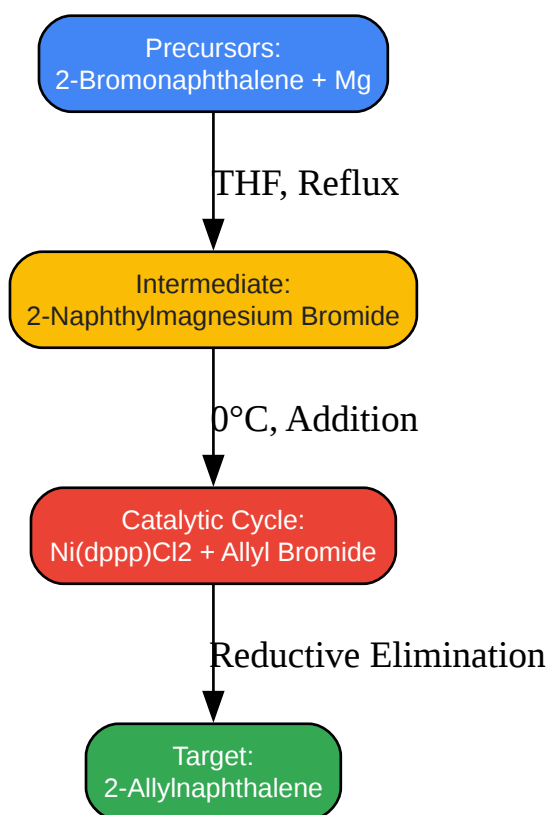 Precursors:
2-Bromonaphthalene + Mg
THF, Reflux
Intermediate:
2-Naphthylmagnesium Bromide
0°C, Addition
Catalytic Cycle:
Ni(dppp)Cl2 + Allyl Bromide
Reductive Elimination
Target:
2-Allylnaphthalene